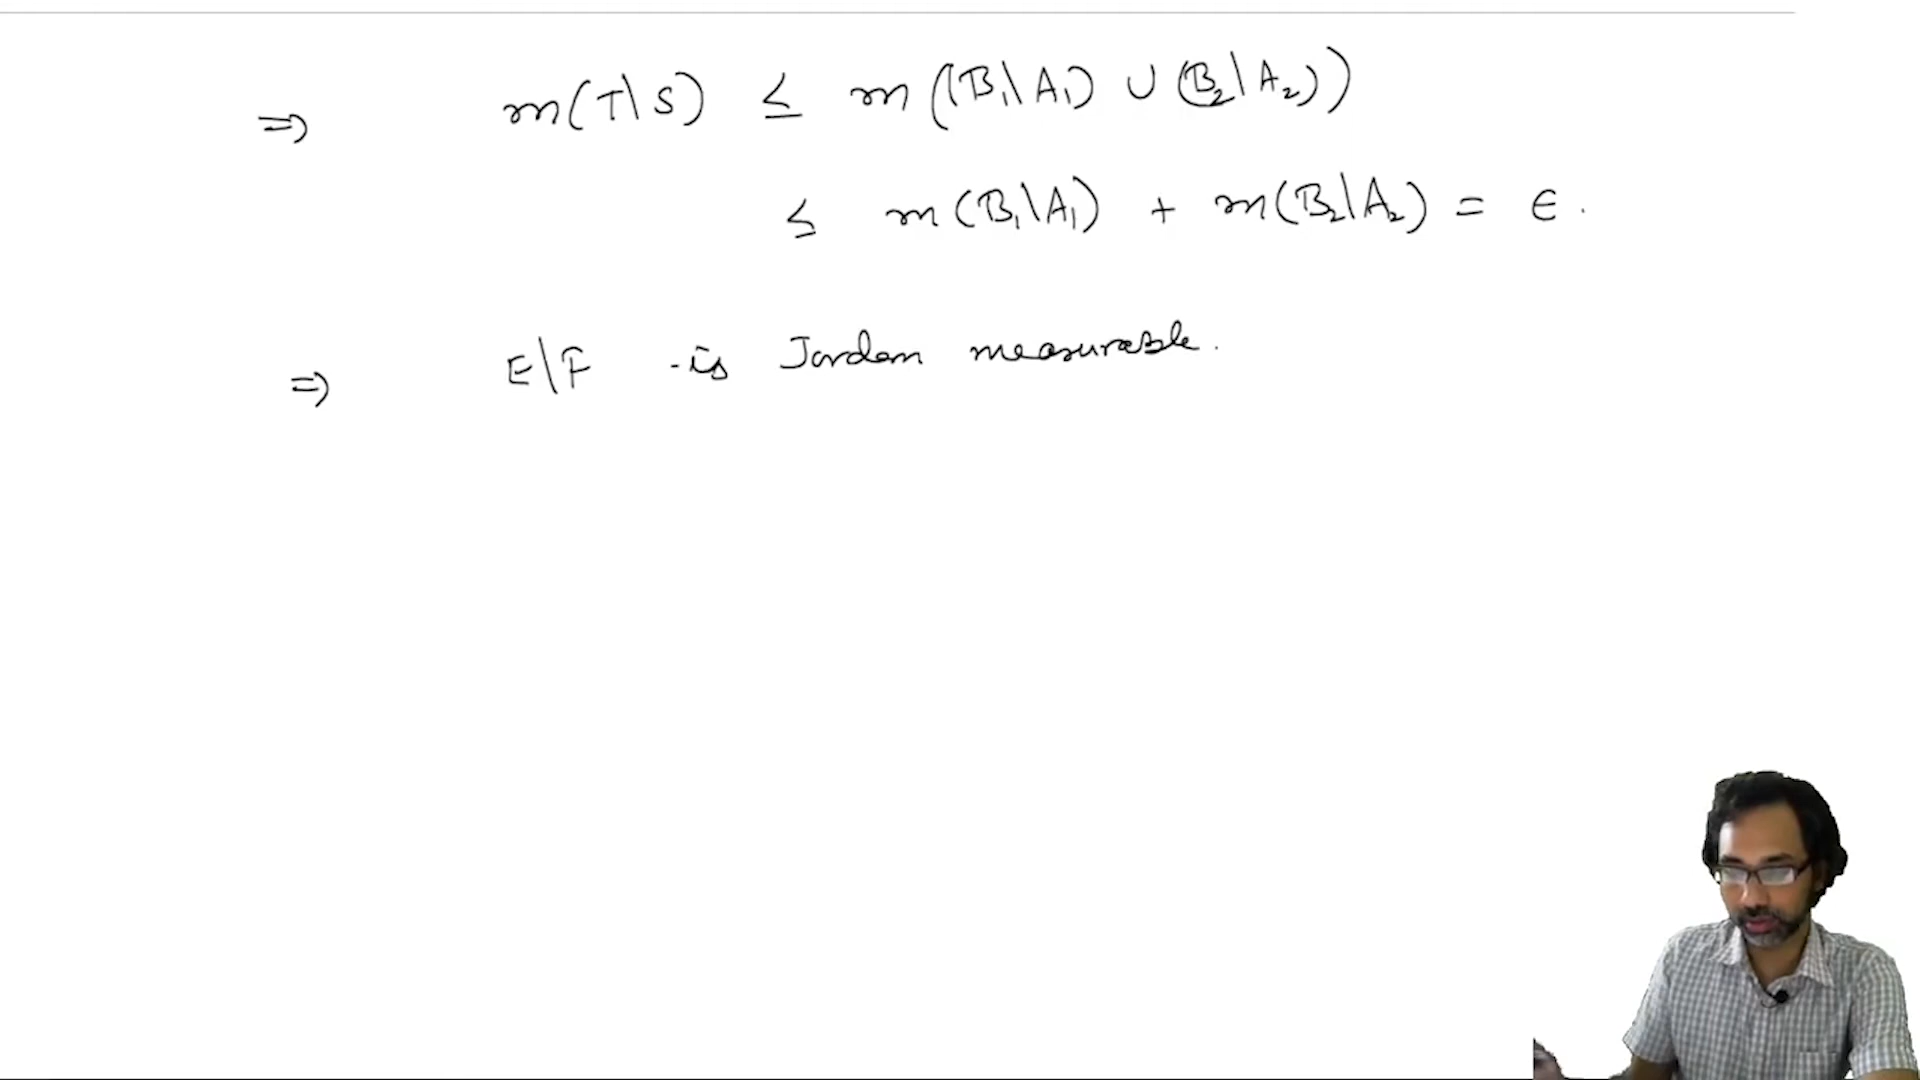 ⇒ m(T\S) ≤ m((B₁\A₁) ∪ (B₂\A₂))
≤ m(B₁\A₁) + m(B₂\A₂) = ϵ.
⇒ E\F is Jordan measurable.